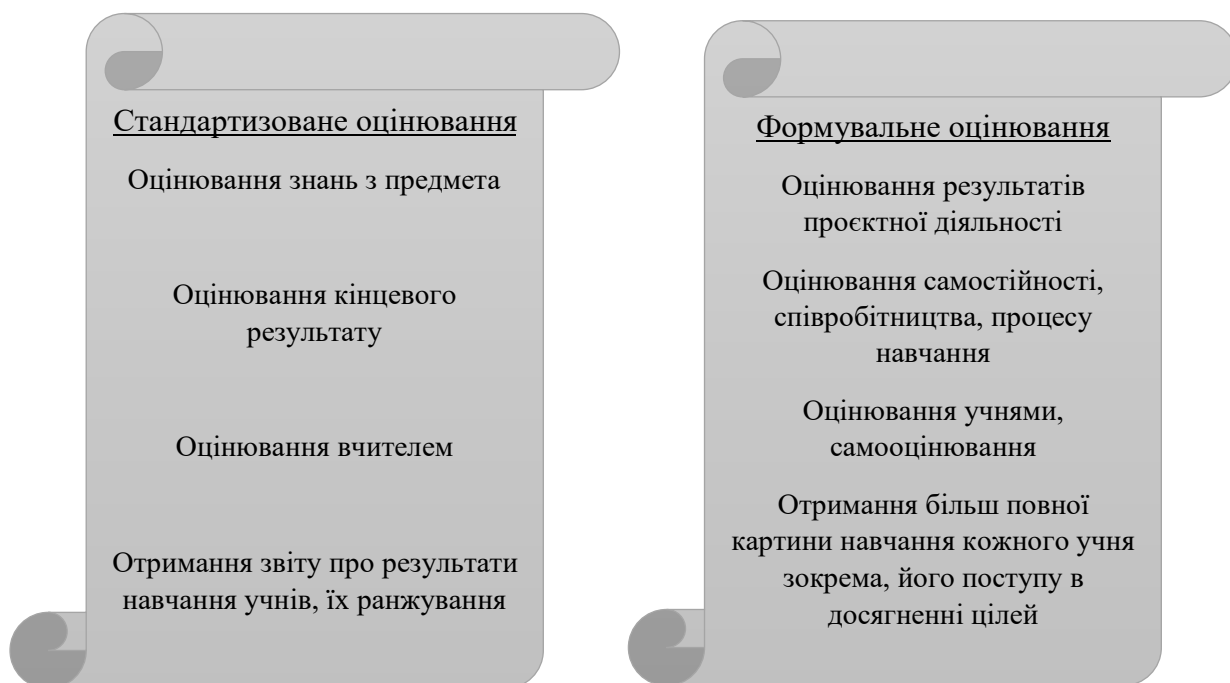 Стандартизоване оцінювання
Оцінювання знань з предмета
Оцінювання кінцевого
результату
Оцінювання вчителем
Отримання звіту про результати
навчання учнів, їх ранжування
Формувальне оцінювання
Оцінювання результатів
проєктної діяльності
Оцінювання самостійності,
співробітництва, процесу
навчання
Оцінювання учнями,
самооцінювання
Отримання більш повної
картини навчання кожного учня
зокрема, його поступу в
досягненні цілей